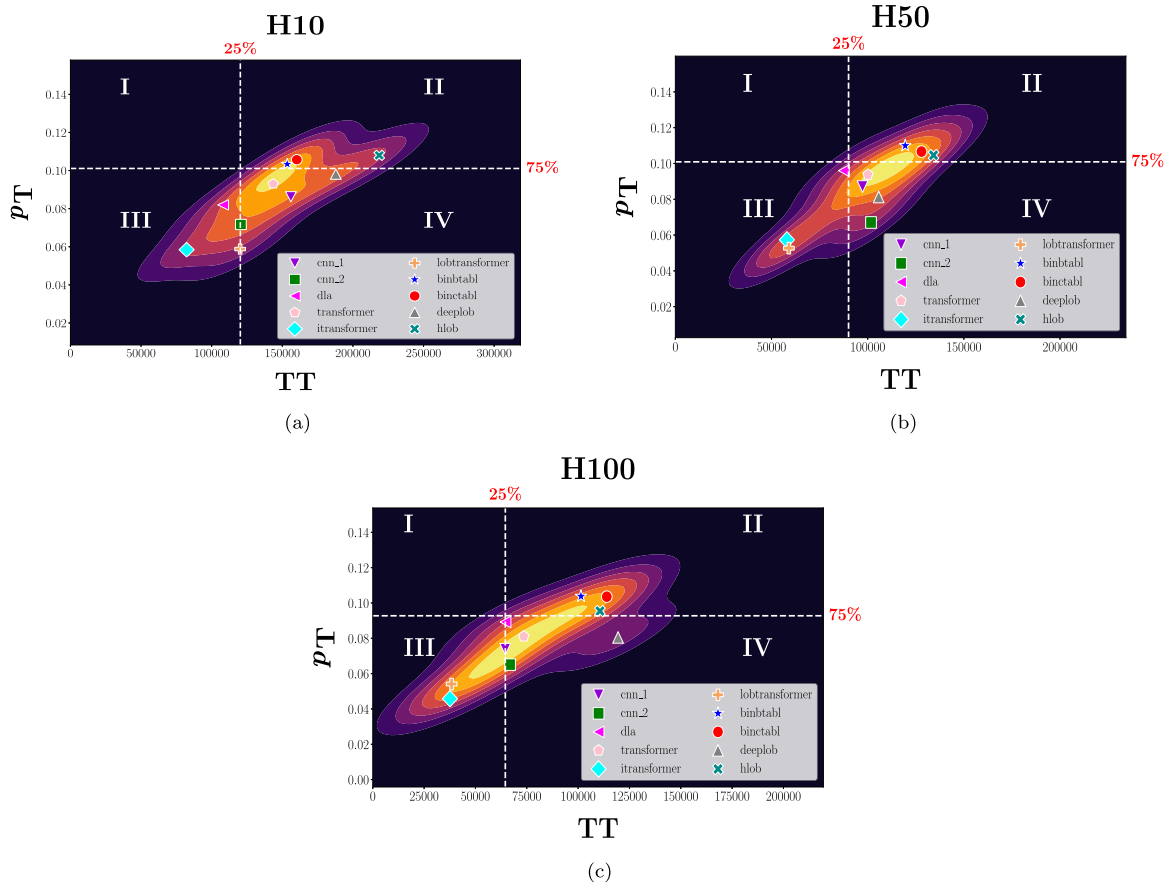 H10
25%
I
II
0.14
0.12
0.10
75%
0.08
III
IV
0.06
0.04
0.02
pT
cnn_1
lobtransformer
cnn_2
binbtabl
dla
binctabl
transformer
deeplob
itransformer
hlob
0
50000
100000
150000
200000
250000
300000
TT
(a)
H50
25%
I
II
0.14
0.12
0.10
75%
0.08
III
IV
0.06
0.04
0.02
pT
cnn_1
lobtransformer
cnn_2
binbtabl
dla
binctabl
transformer
deeplob
itransformer
hlob
0
50000
100000
150000
200000
TT
(b)
H100
25%
I
II
0.14
0.12
0.10
75%
0.08
III
IV
0.06
0.04
0.02
0.00
pT
cnn_1
lobtransformer
cnn_2
binbtabl
dla
binctabl
transformer
deeplob
itransformer
hlob
0
25000
50000
75000
100000
125000
150000
175000
200000
TT
(c)